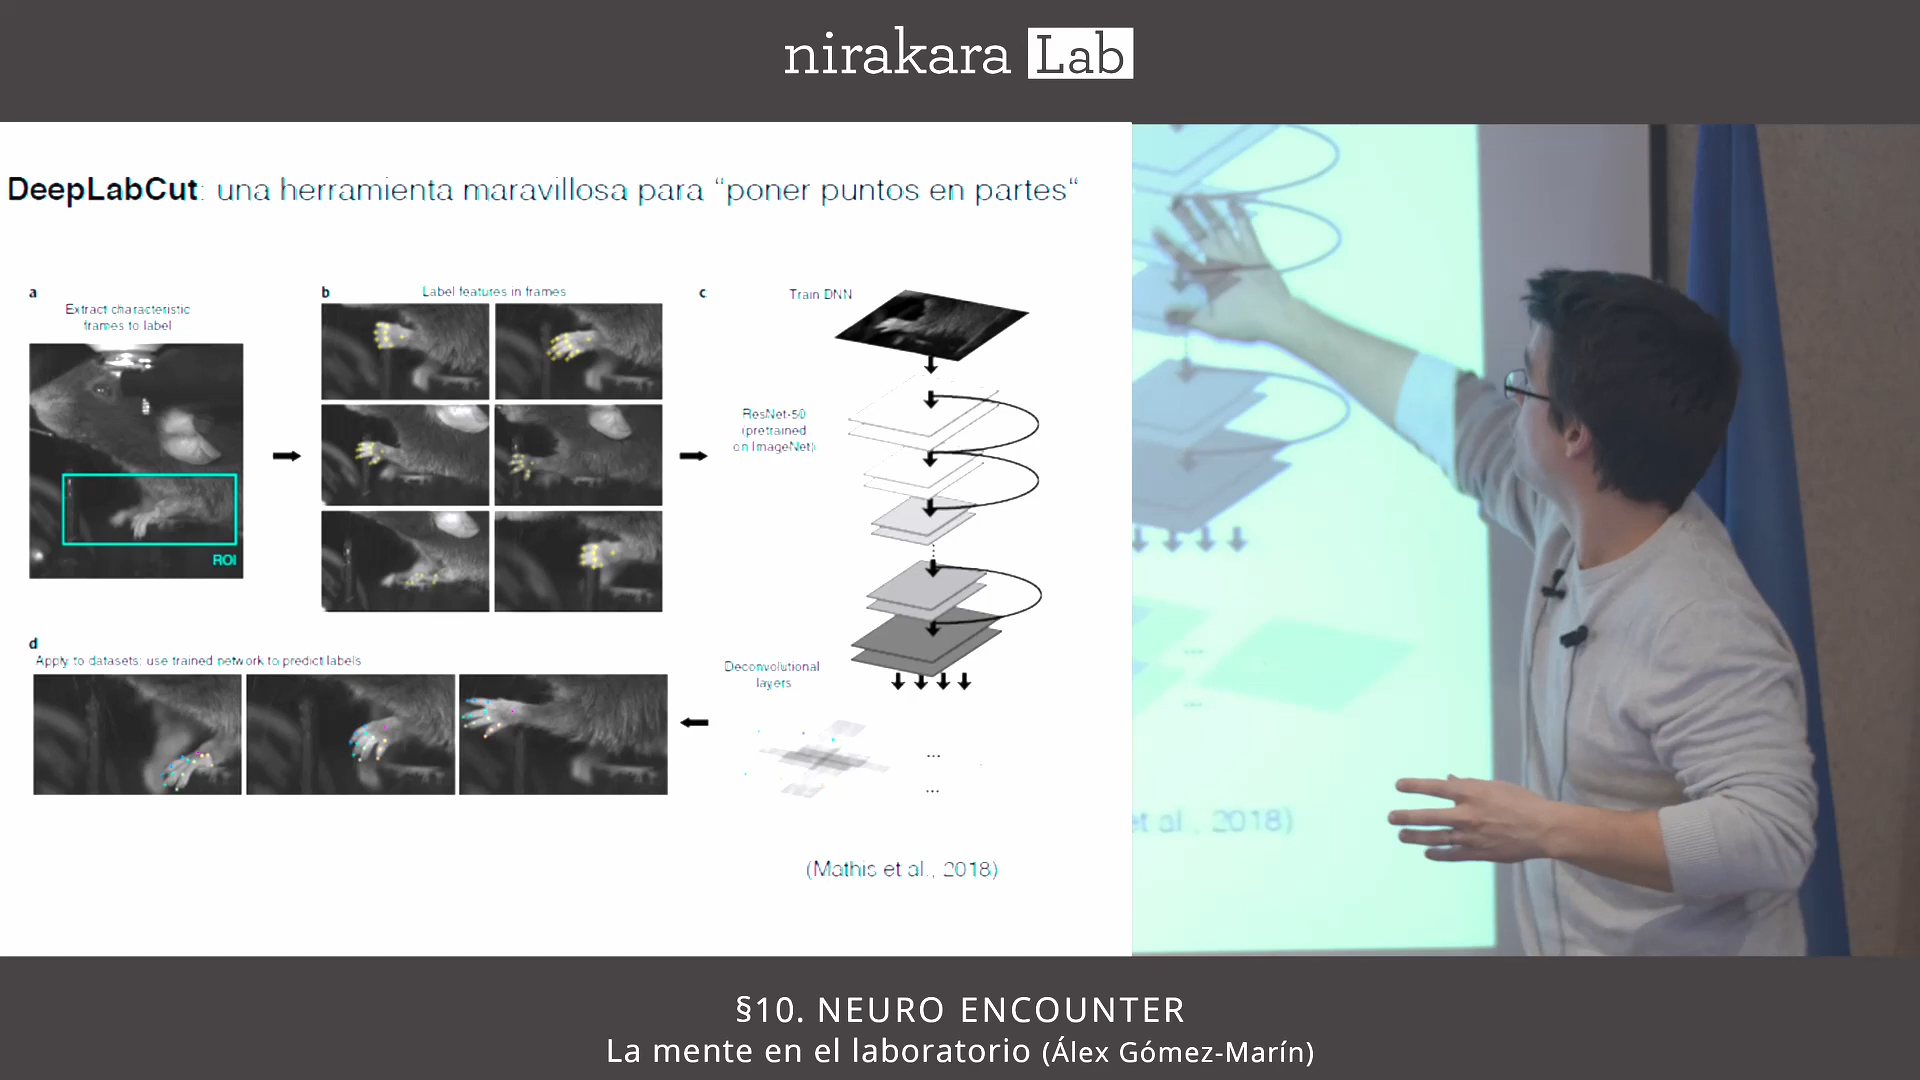 nirakara Lab
DeepLabCut: una herramienta maravillosa para “poner puntos en partes“
a
Extract characteristic
frames to label
ROI
b
Label features in frames
c
Train DNN
ResNet-50
(pretrained
on ImageNet)
d
Apply to datasets: use trained network to predict labels
Deconvolutional
layers
...
...
(Mathis et al., 2018)
et al., 2018)
§10. NEURO ENCOUNTER
La mente en el laboratorio (Álex Gómez-Marín)